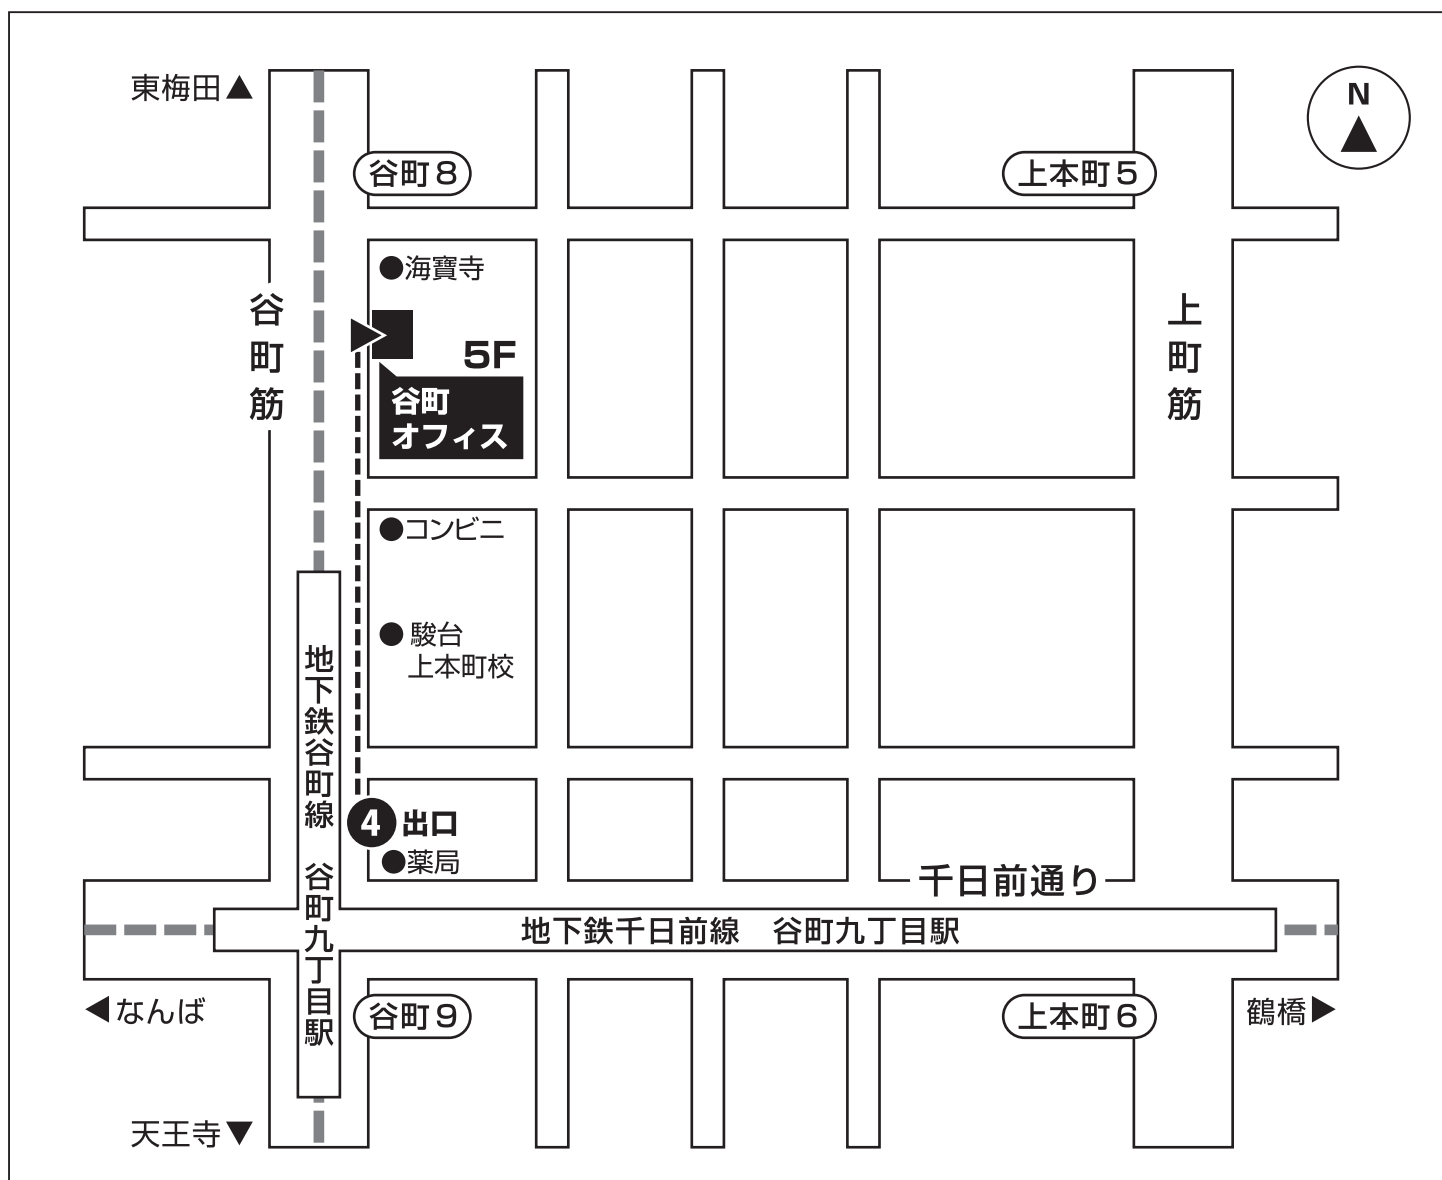 東梅田▲
N
谷町8
上本町5
●海寶寺
谷町筋
上町筋
5F
谷町
オフィス
●コンビニ
●駿台
上本町校
地下鉄谷町線 谷町九丁目駅
4 出口
●薬局
千日前通り
地下鉄千日前線 谷町九丁目駅
◀なんば
谷町9
上本町6
鶴橋▶
天王寺▼